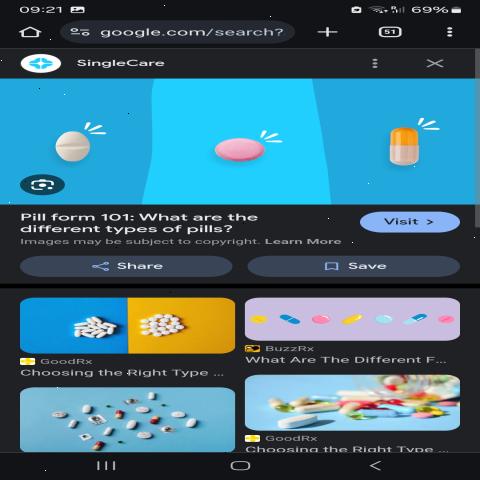 09:21
69%
google.com/search?
51
SingleCare
Pill form 101: What are the
different types of pills?
Visit >
Images may be subject to copyright. Learn More
Share
Save
GoodRx
Choosing the Right Type ...
BuzzRx
What Are The Different F...
GoodRx
Choosing the Right Type ...